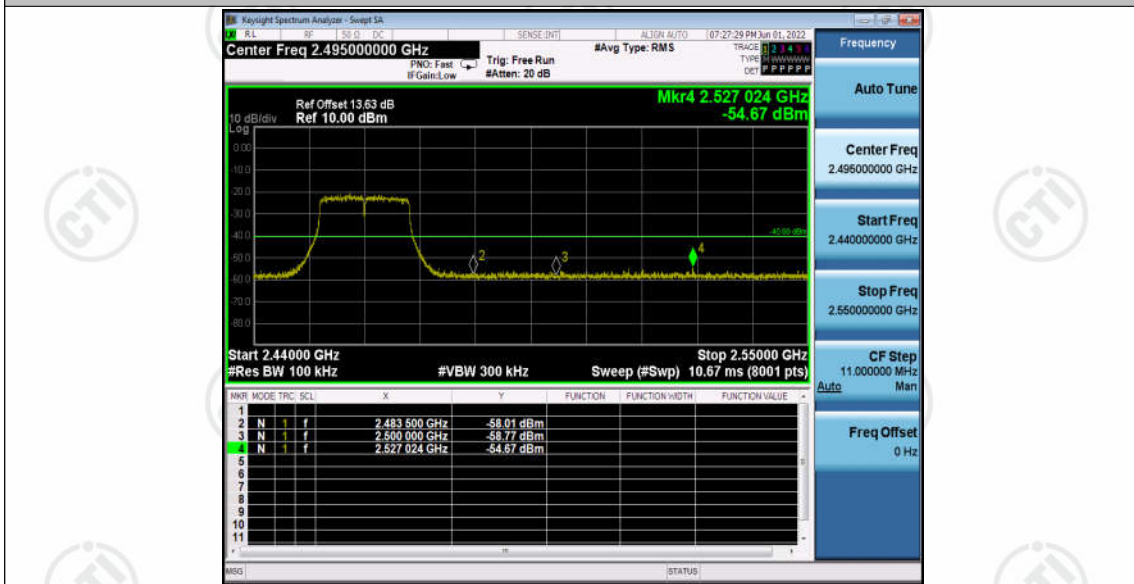 Keysight Spectrum Analyzer - Swept SA
RL RF 50 Ω DC SENSE:INT ALIGN AUTO 07:27:29 PM Jun 01, 2022
Center Freq 2.495000000 GHz
PNO: Fast
IFGain:Low
Trig: Free Run
#Atten: 20 dB
#Avg Type: RMS
TRACE 1 2 3 4 5 6
TYPE M WWWWW
DET P P P P P P
Mkr4 2.527 024 GHz
-54.67 dBm
Ref Offset 13.63 dB
10 dB/div Ref 10.00 dBm
Log
0.00
-10.0
-20.0
-30.0
-40.0
-50.0
-60.0
-70.0
-80.0
-40.00 dBm
2
3
4
Start 2.44000 GHz Stop 2.55000 GHz
#Res BW 100 kHz #VBW 300 kHz Sweep (#Swp) 10.67 ms (8001 pts)
MKR MODE TRC SCL X Y FUNCTION FUNCTION WIDTH FUNCTION VALUE
1
2 N 1 f 2.483 500 GHz -58.01 dBm
3 N 1 f 2.500 000 GHz -58.77 dBm
4 N 1 f 2.527 024 GHz -54.67 dBm
5
6
7
8
9
10
11
MSG STATUS
Frequency
Auto Tune
Center Freq
2.495000000 GHz
Start Freq
2.440000000 GHz
Stop Freq
2.550000000 GHz
CF Step
11.000000 MHz
Auto Man
Freq Offset
0 Hz
CTI
CTI